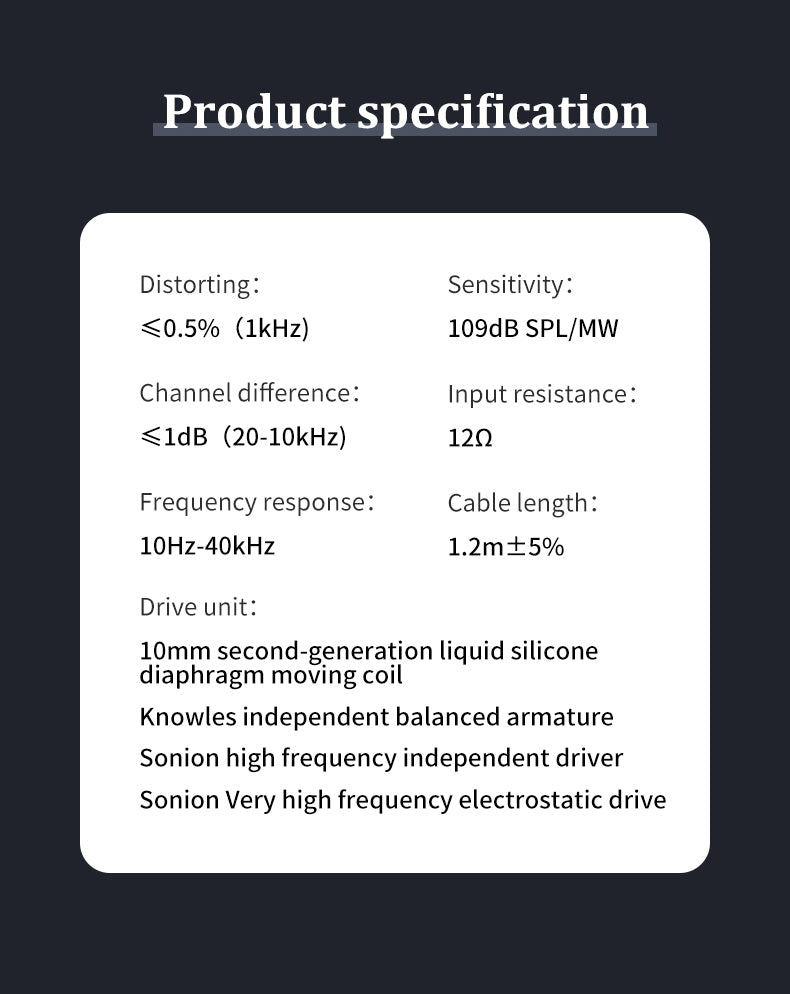 Product specification
Distorting：
≤0.5%（1kHz)
Sensitivity：
109dB SPL/MW
Channel difference：
≤1dB（20-10kHz)
Input resistance：
12Ω
Frequency response：
10Hz-40kHz
Cable length：
1.2m±5%
Drive unit：
10mm second-generation liquid silicone
diaphragm moving coil
Knowles independent balanced armature
Sonion high frequency independent driver
Sonion Very high frequency electrostatic drive